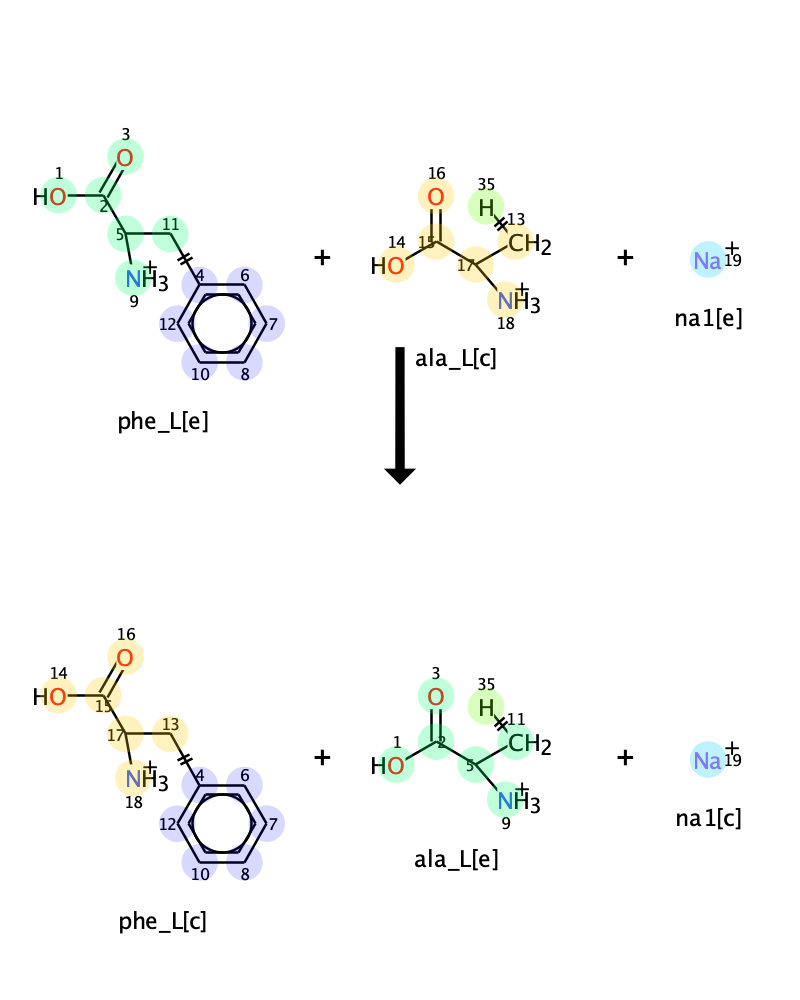 3
1
HO
O
2
5
11
NH3+
9
4
6
12
7
10
8
phe_L[e]
+
16
O
35
H
13
14
HO
15
17
CH2
NH3+
18
ala_L[c]
+
Na+
19
na1[e]
16
O
14
HO
15
17
13
NH3+
18
4
6
12
7
10
8
phe_L[c]
+
3
O
35
H
11
1
HO
2
5
CH2
NH3+
9
ala_L[e]
+
Na+
19
na1[c]